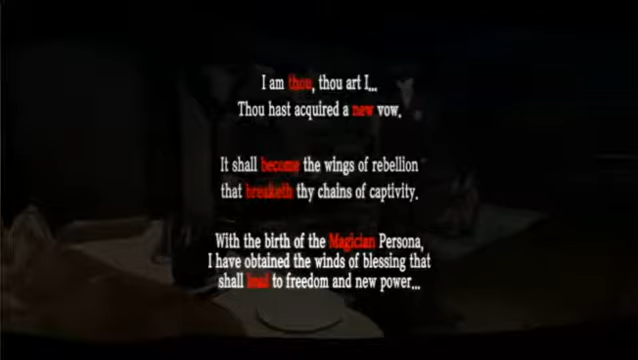 I am thou, thou art I...
Thou hast acquired a new vow.
It shall become the wings of rebellion
that breaketh thy chains of captivity.
With the birth of the Magician Persona,
I have obtained the winds of blessing that
shall lead to freedom and new power...